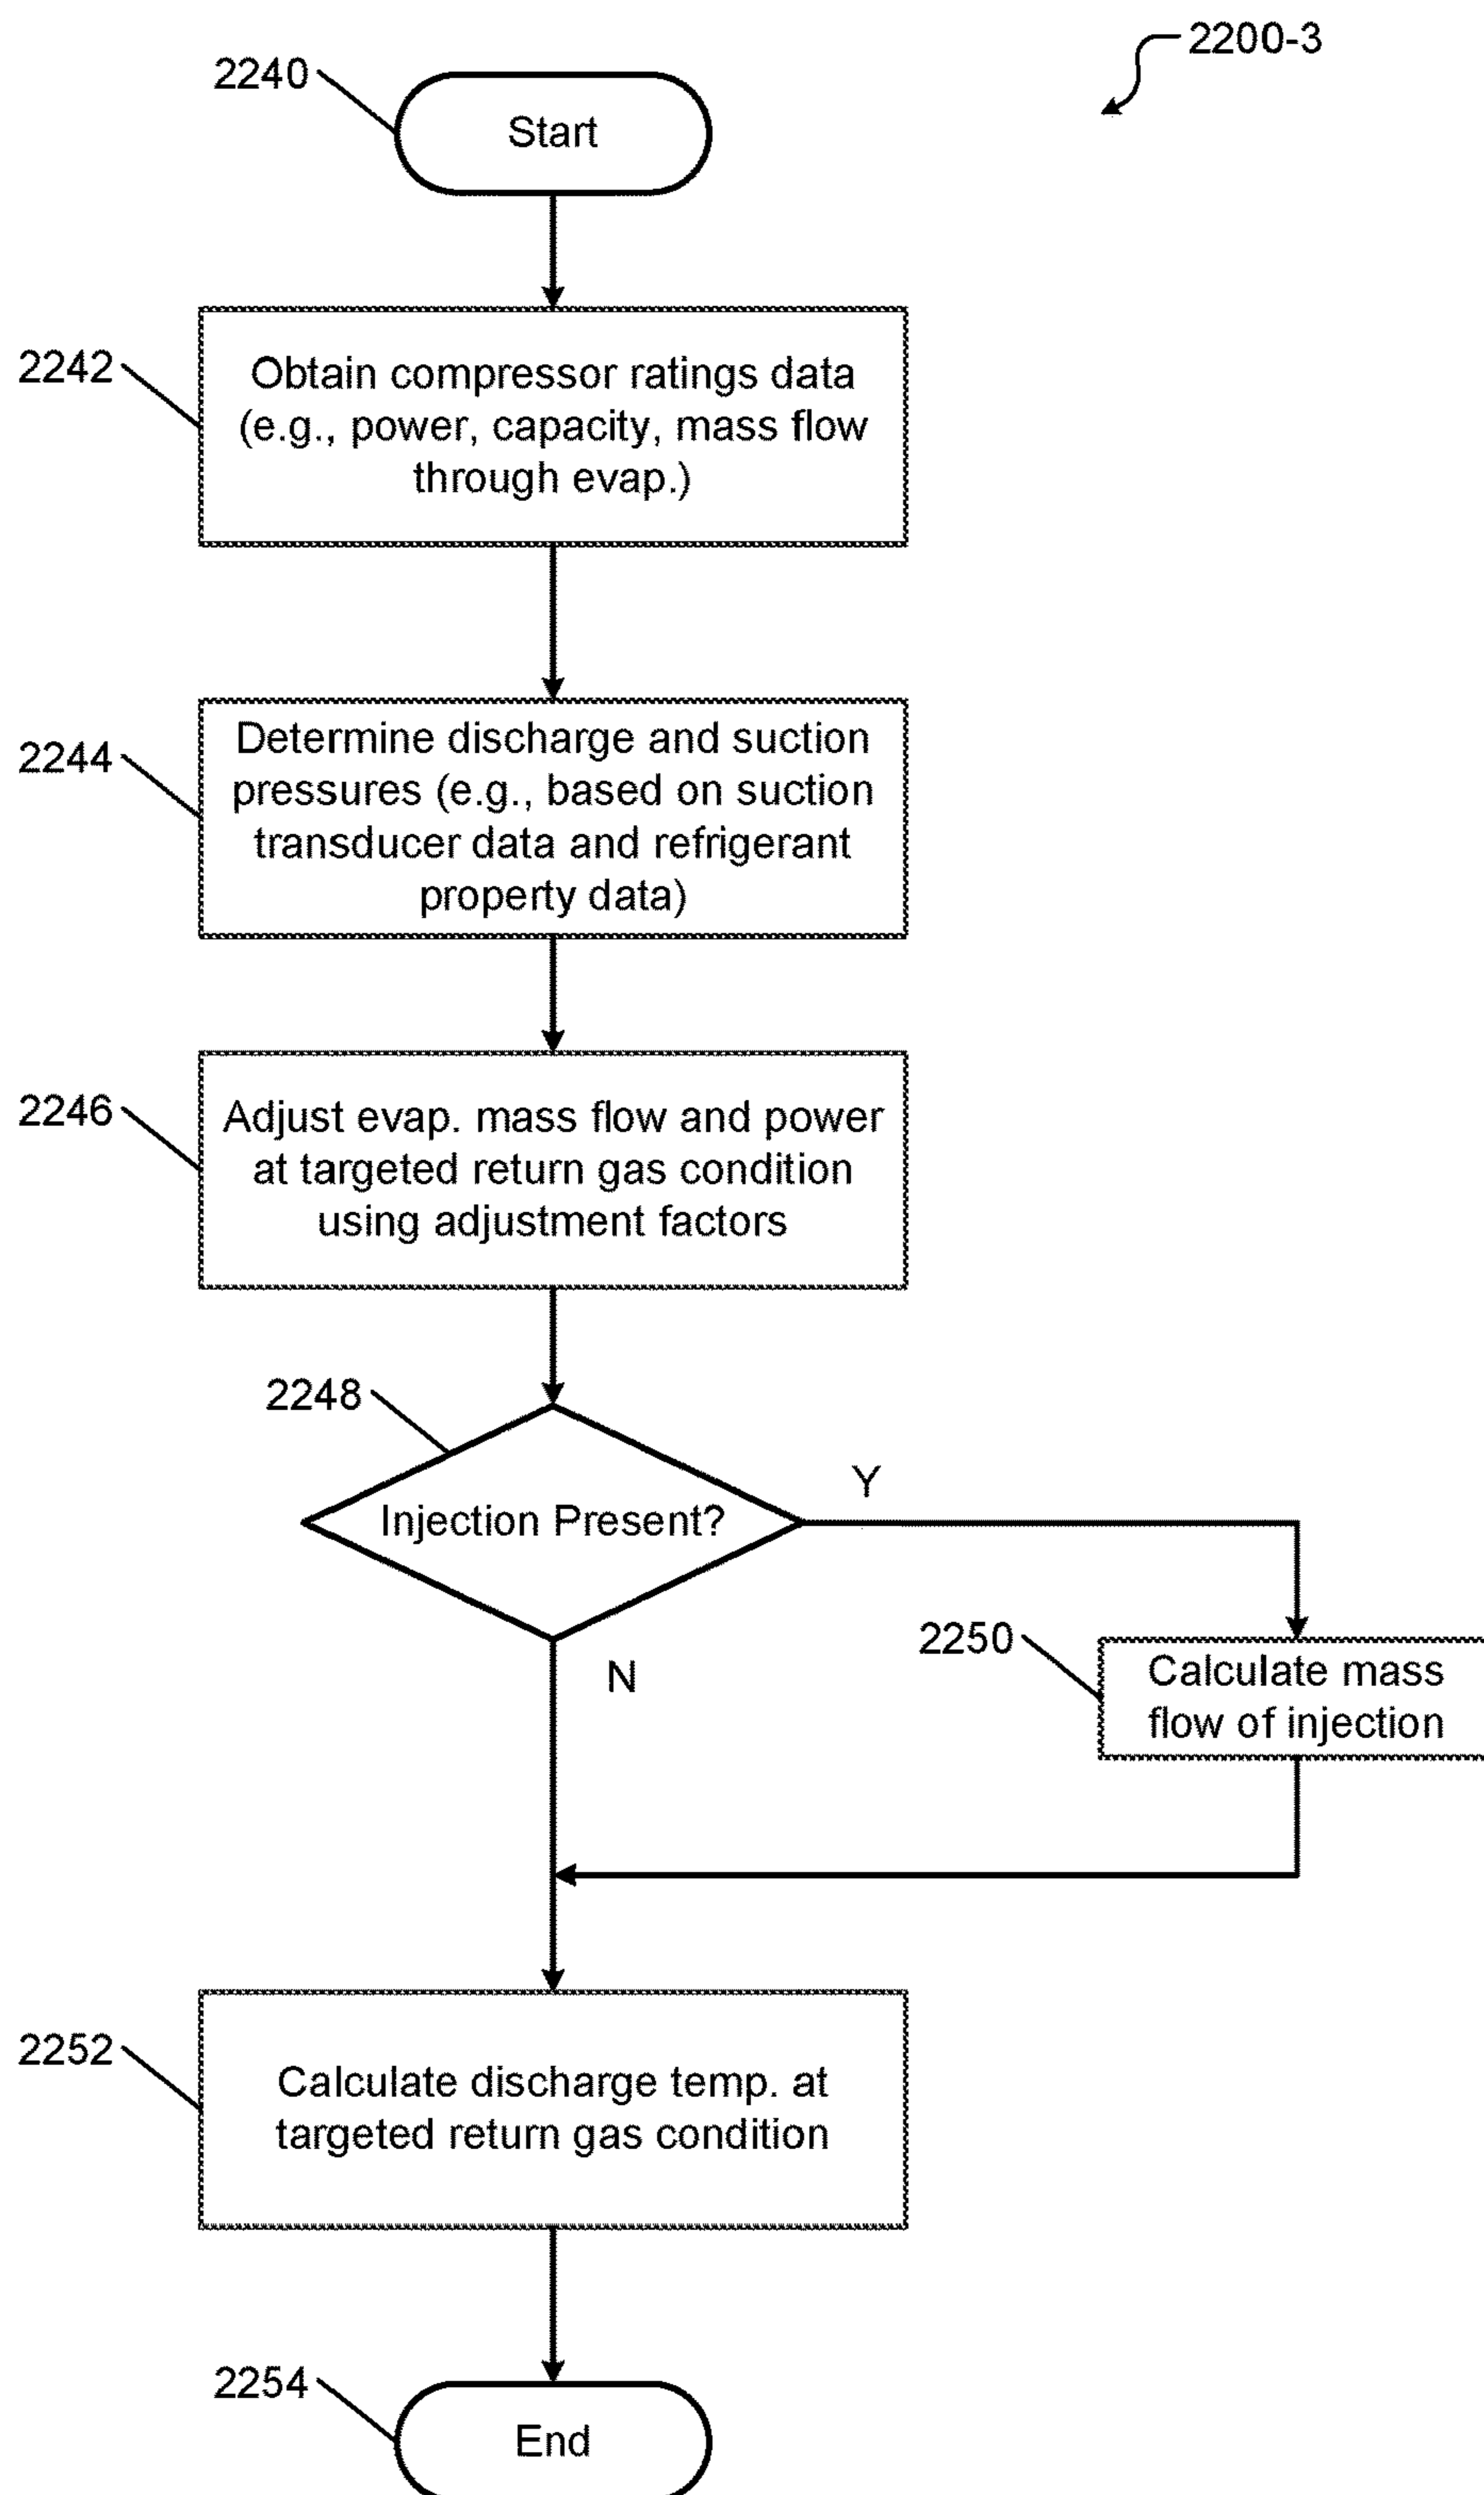 2200-3
2240
Start
2242
Obtain compressor ratings data
(e.g., power, capacity, mass flow
through evap.)
2244
Determine discharge and suction
pressures (e.g., based on suction
transducer data and refrigerant
property data)
2246
Adjust evap. mass flow and power
at targeted return gas condition
using adjustment factors
2248
Injection Present?
Y
N
2250
Calculate mass
flow of injection
2252
Calculate discharge temp. at
targeted return gas condition
2254
End